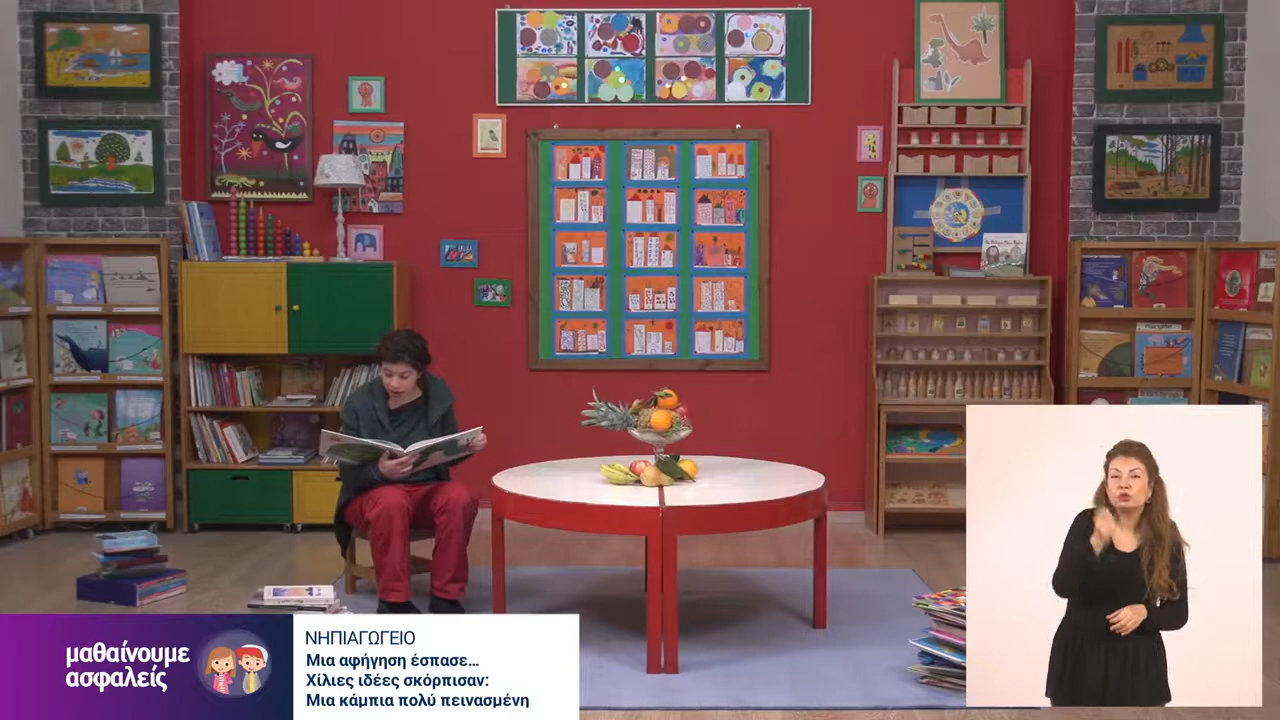 μαθαίνουμε
ασφαλείς
ΝΗΠΙΑΓΩΓΕΙΟ
Μια αφήγηση έσπασε...
Χίλιες ιδέες σκόρπισαν:
Μια κάμπια πολύ πεινασμένη